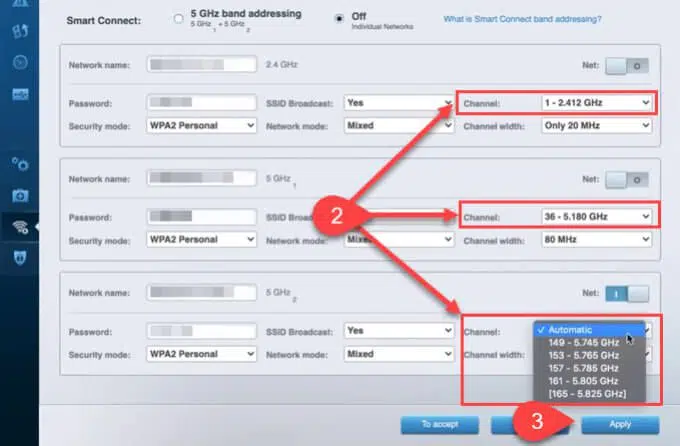 Smart Connect: 5 GHz band addressing Off What is Smart Connect band addressing?
5 GHz 1 + 5 GHz 2 Individual Networks
Network name: 2.4 GHz Net: O
Password: SSID Broadcast: Yes Channel: 1 - 2.412 GHz
Security mode: WPA2 Personal Network mode: Mixed Channel width: Only 20 MHz
Network name: 5 GHz 1 Net: O
2
Password: SSID Broadc Channel: 36 - 5.180 GHz
Security mode: WPA2 Personal Network mode: Mixed Channel width: 80 MHz
Network name: 5 GHz 2 Net: I
Password: SSID Broadcast: Yes Channel: ✓ Automatic
149 - 5.745 GHz
Security mode: WPA2 Personal Network mode: Mixed Channel width: 153 - 5.765 GHz
157 - 5.785 GHz
161 - 5.805 GHz
[165 - 5.825 GHz]
To accept 3 Apply